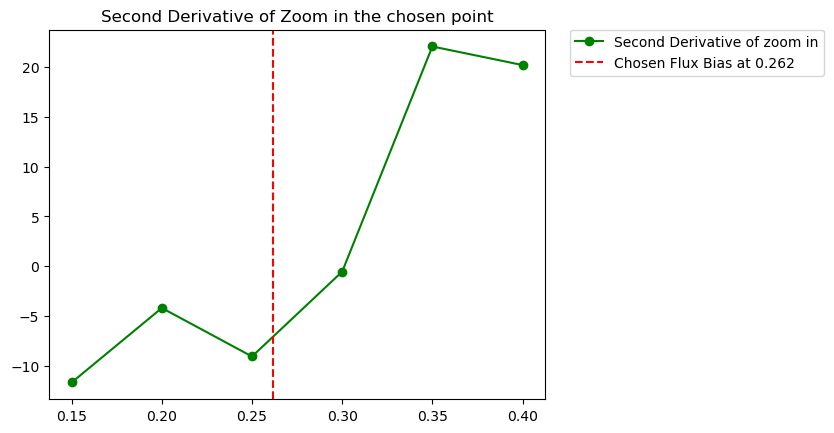 Second Derivative of Zoom in the chosen point
Second Derivative of zoom in
Chosen Flux Bias at 0.262
20
15
10
5
0
−5
−10
0.15 0.20 0.25 0.30 0.35 0.40